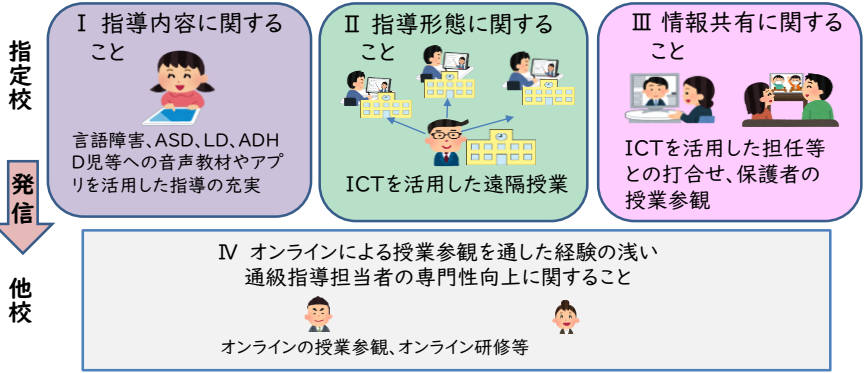 指定校
Ⅰ 指導内容に関する
こと
言語障害、ASD、LD、ADH
D児等への音声教材やアプ
リを活用した指導の充実
Ⅱ 指導形態に関する
こと
ICTを活用した遠隔授業
Ⅲ 情報共有に関する
こと
ICTを活用した担任等
との打合せ、保護者の
授業参観
発信
他校
Ⅳ オンラインによる授業参観を通した経験の浅い
通級指導担当者の専門性向上に関すること
オンラインの授業参観、オンライン研修等